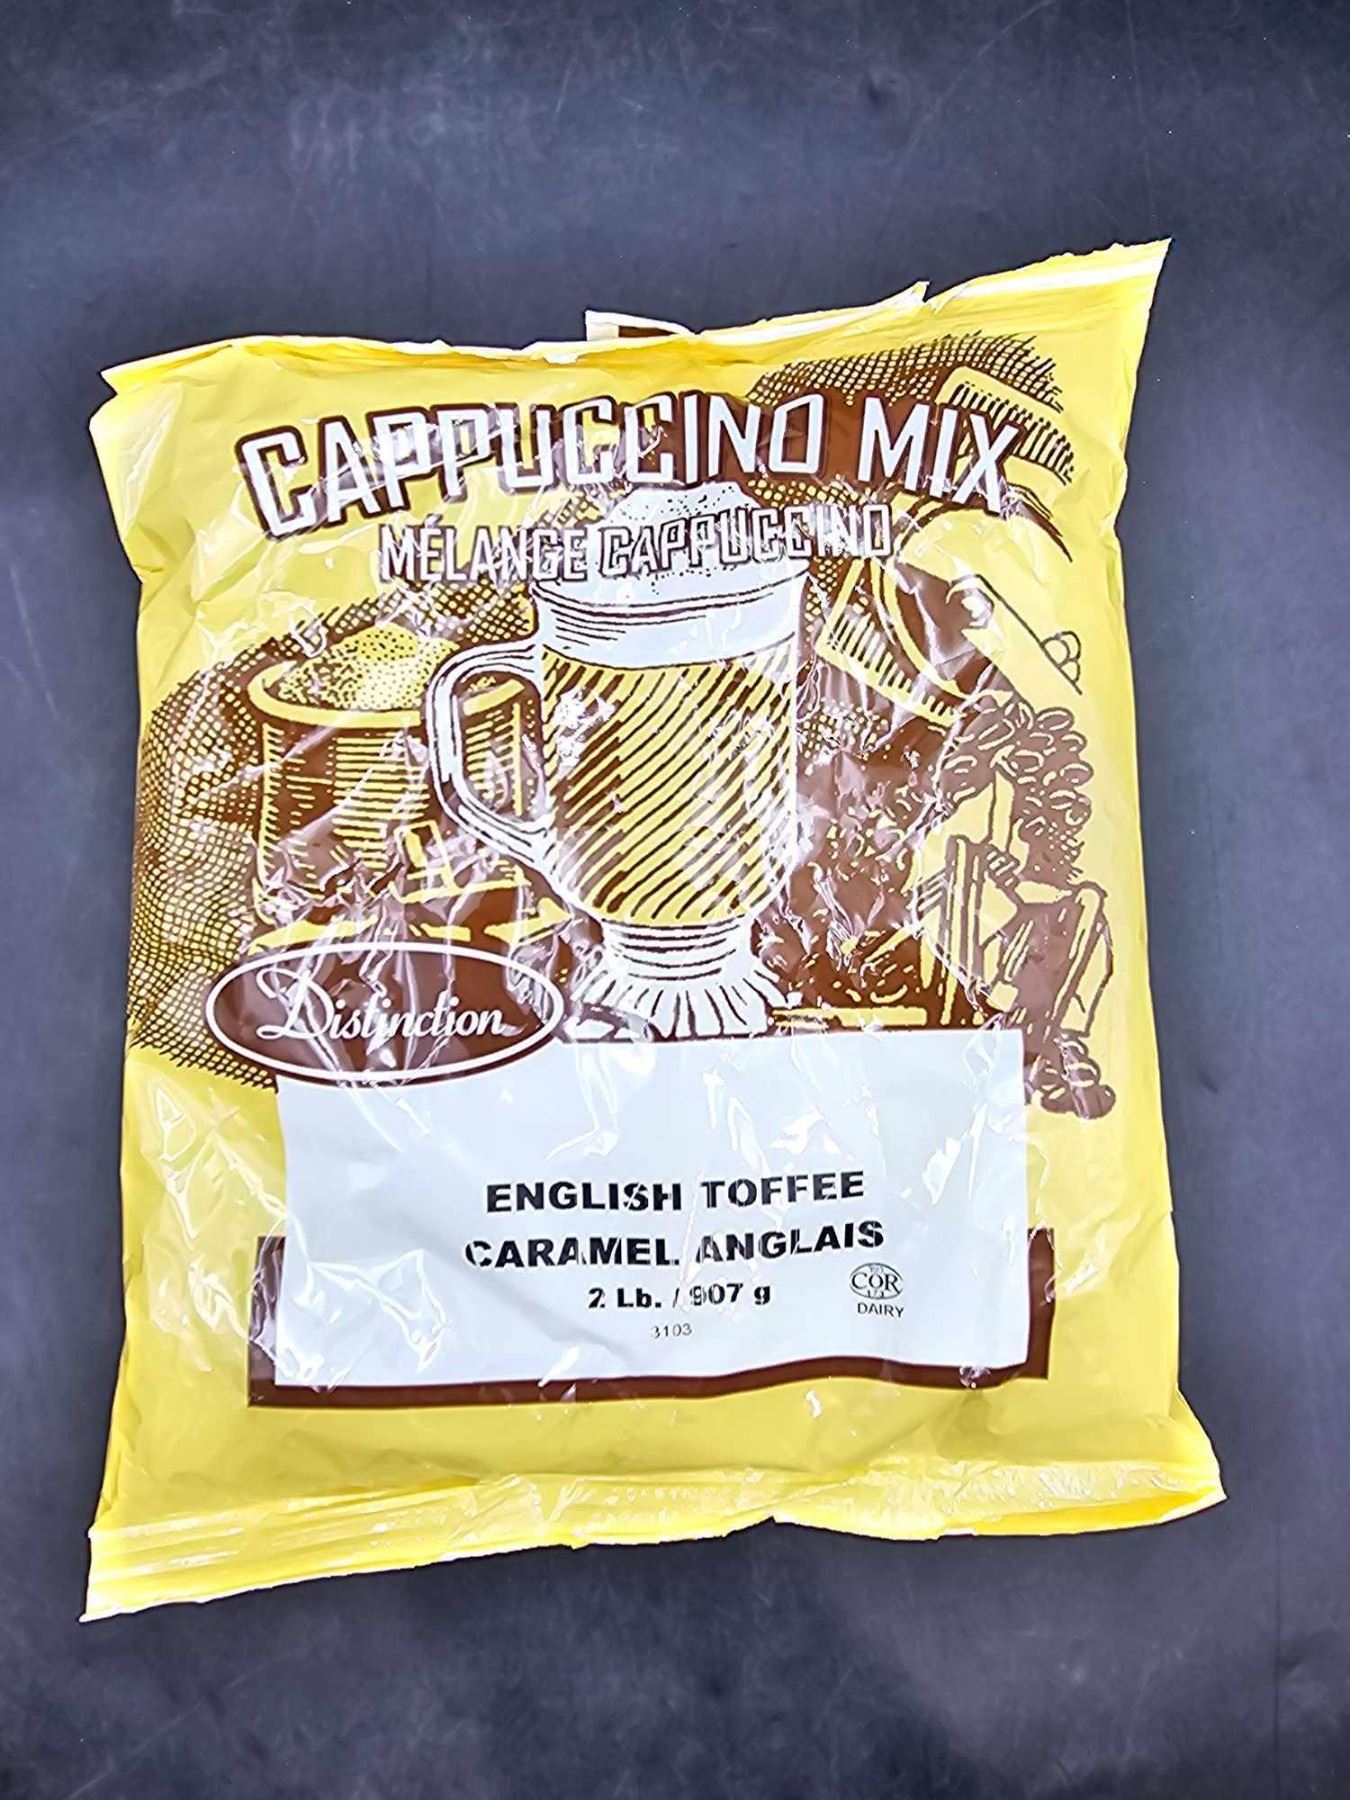 CAPPUCCINO MIX
MÉLANGE CAPPUCCINO
Distinction
ENGLISH TOFFEE
CARAMEL ANGLAIS
2 Lb. / 907 g
COR
DAIRY
3103